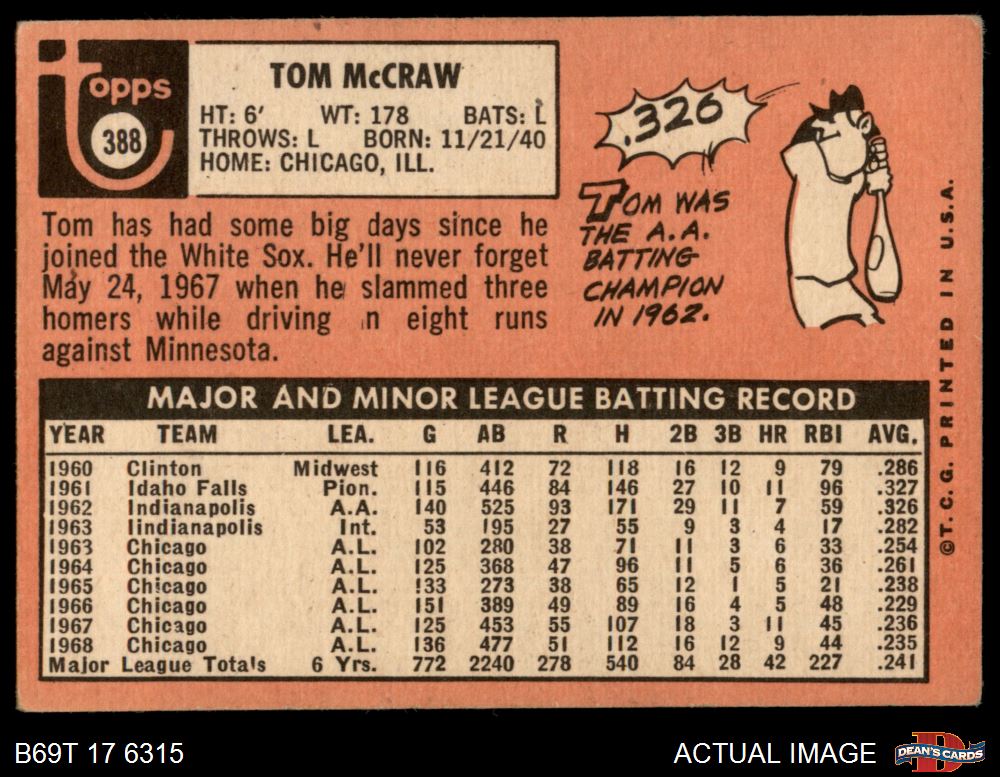 Topps
388
TOM McCRAW
HT: 6' WT: 178 BATS: L
THROWS: L BORN: 11/21/40
HOME: CHICAGO, ILL.
Tom has had some big days since he
joined the White Sox. He'll never forget
May 24, 1967 when he slammed three
homers while driving in eight runs
against Minnesota.
.326
TOM WAS
THE A.A.
BATTING
CHAMPION
IN 1962.
MAJOR AND MINOR LEAGUE BATTING RECORD
YEAR TEAM LEA. G AB R H 2B 3B HR RBI AVG.
1960 Clinton Midwest 116 412 72 118 16 12 9 79 .286
1961 Idaho Falls Pion. 115 446 84 146 27 10 11 96 .327
1962 Indianapolis A.A. 140 525 93 171 29 11 7 59 .326
1963 Iindianapolis Int. 53 195 27 55 9 3 4 17 .282
1963 Chicago A.L. 102 280 38 71 11 3 6 33 .254
1964 Chicago A.L. 125 368 47 96 11 5 6 36 .261
1965 Chicago A.L. 133 273 38 65 12 1 5 21 .238
1966 Chicago A.L. 151 389 49 89 16 4 5 48 .229
1967 Chicago A.L. 125 453 55 107 18 3 11 45 .236
1968 Chicago A.L. 136 477 51 112 16 12 9 44 .235
Major League Totals 6 Yrs. 772 2240 278 540 84 28 42 227 .241
©T.C.G. PRINTED IN U.S.A.
B69T 17 6315
ACTUAL IMAGE
D
DEAN'S CARDS